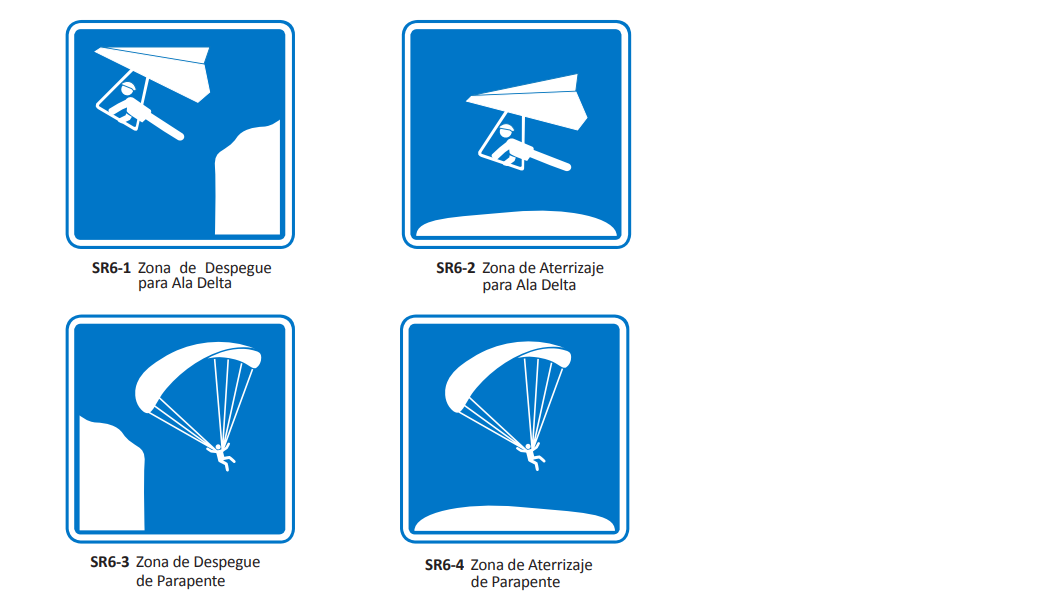 SR6-1 Zona de Despegue
para Ala Delta
SR6-2 Zona de Aterrizaje
para Ala Delta
SR6-3 Zona de Despegue
de Parapente
SR6-4 Zona de Aterrizaje
de Parapente